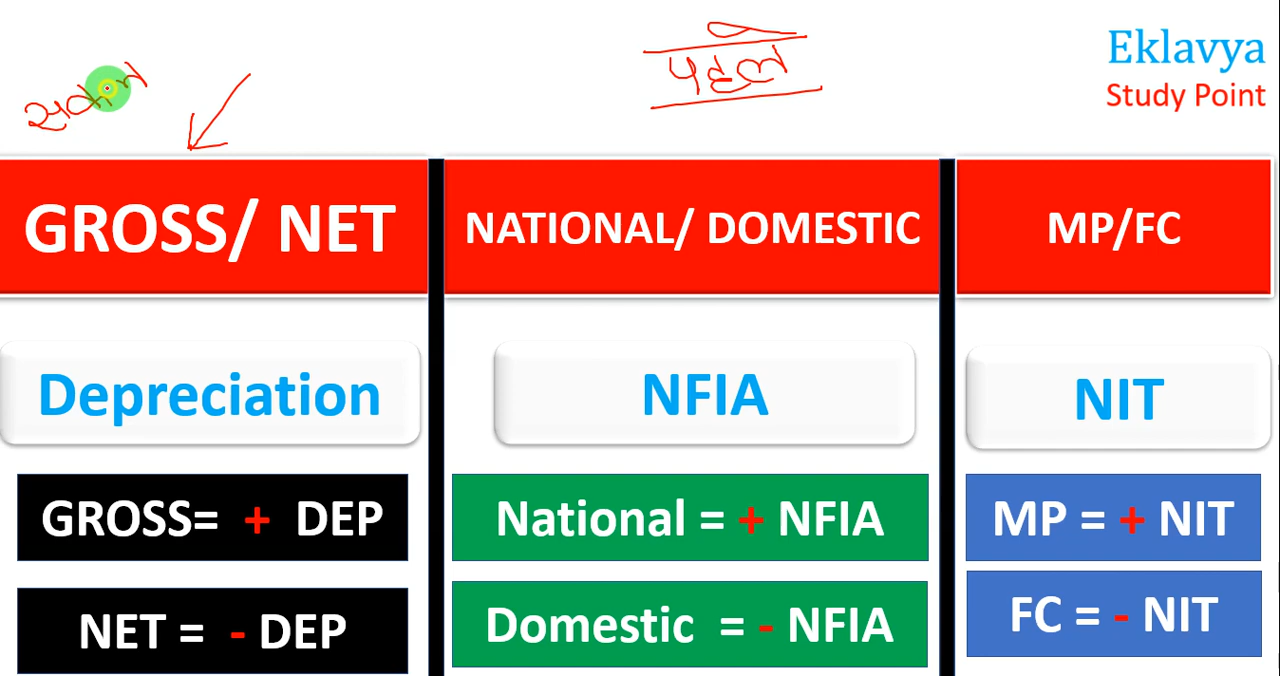 Eklavya
Study Point
GROSS/ NET
NATIONAL/ DOMESTIC
MP/FC
Depreciation
NFIA
NIT
GROSS= + DEP
National = + NFIA
MP = + NIT
NET = - DEP
Domestic = - NFIA
FC = - NIT